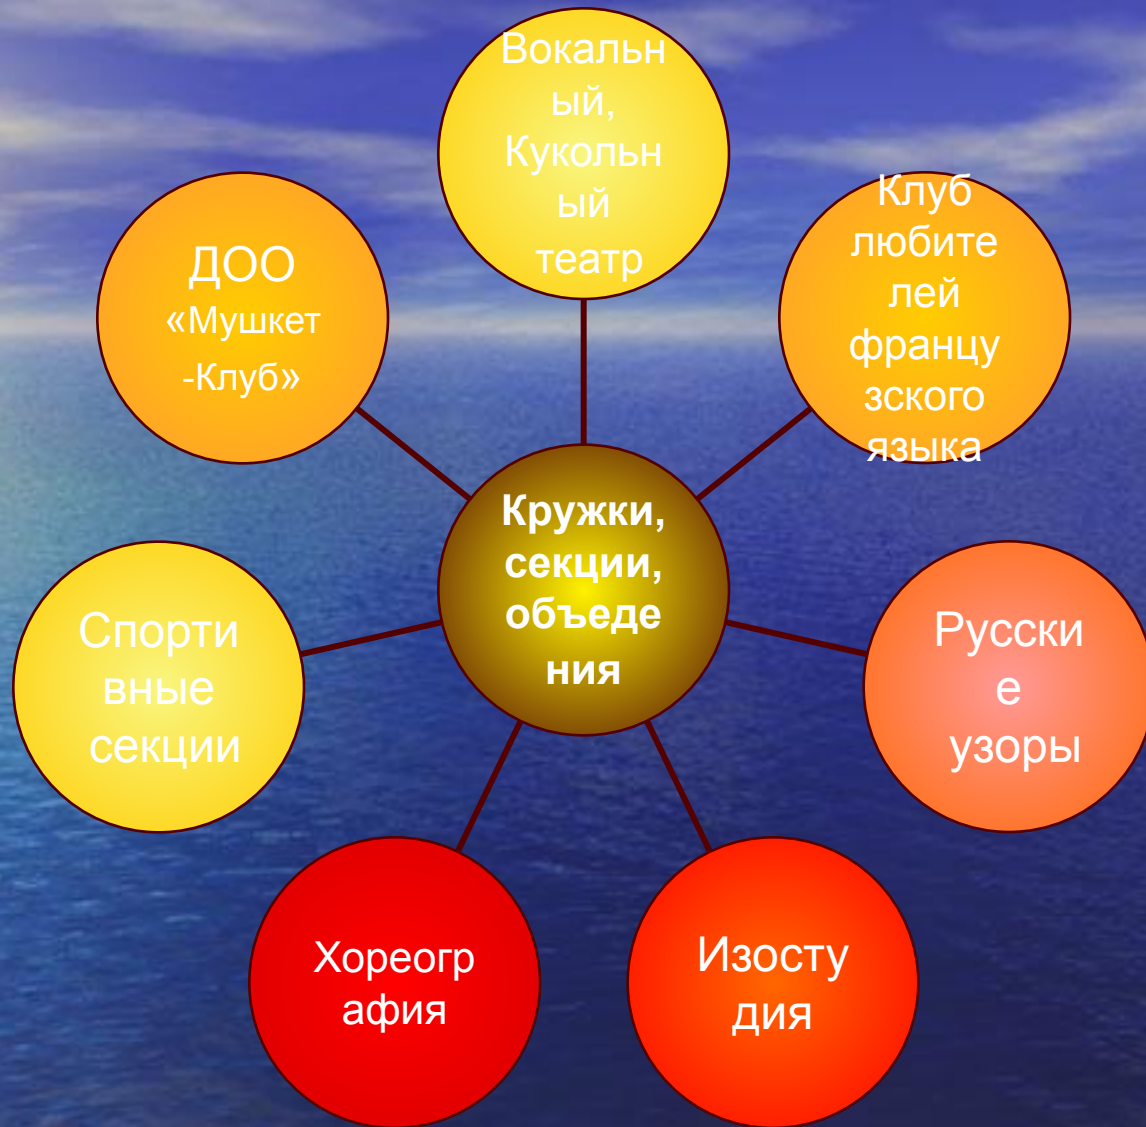 Вокальн
ый,
Кукольн
ый
театр
Клуб
любите
лей
францу
зского
языка
ДОО
«Мушкет
-Клуб»
Кружки,
секции,
объеде
ния
Русски
е
узоры
Спорти
вные
секции
Изосту
дия
Хореогр
афия